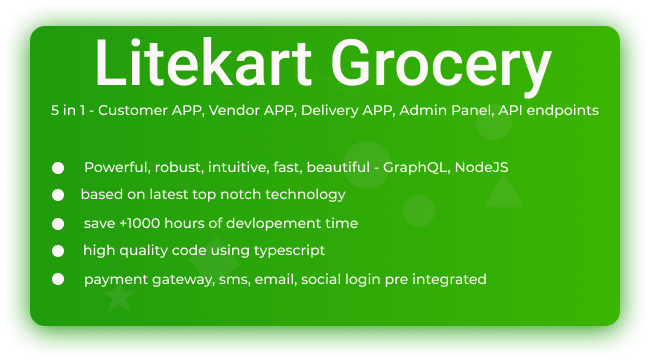 Litekart Grocery
5 in 1 - Customer APP, Vendor APP, Delivery APP, Admin Panel, API endpoints
Powerful, robust, intuitive, fast, beautiful - GraphQL, NodeJS
based on latest top notch technology
save +1000 hours of devlopement time
high quality code using typescript
payment gateway, sms, email, social login pre integrated